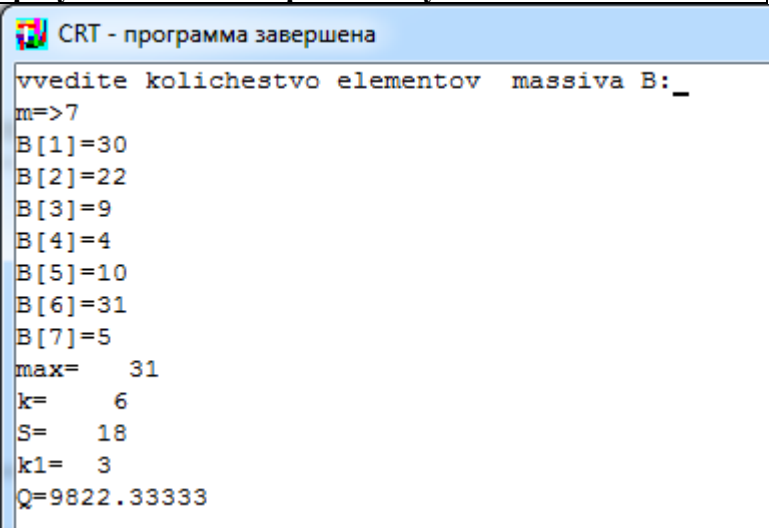 CRT - программа завершена
vvedite kolichestvo elementov  massiva B:_
m=>7
B[1]=30
B[2]=22
B[3]=9
B[4]=4
B[5]=10
B[6]=31
B[7]=5
max=   31
k=    6
S=   18
k1=  3
Q=9822.33333